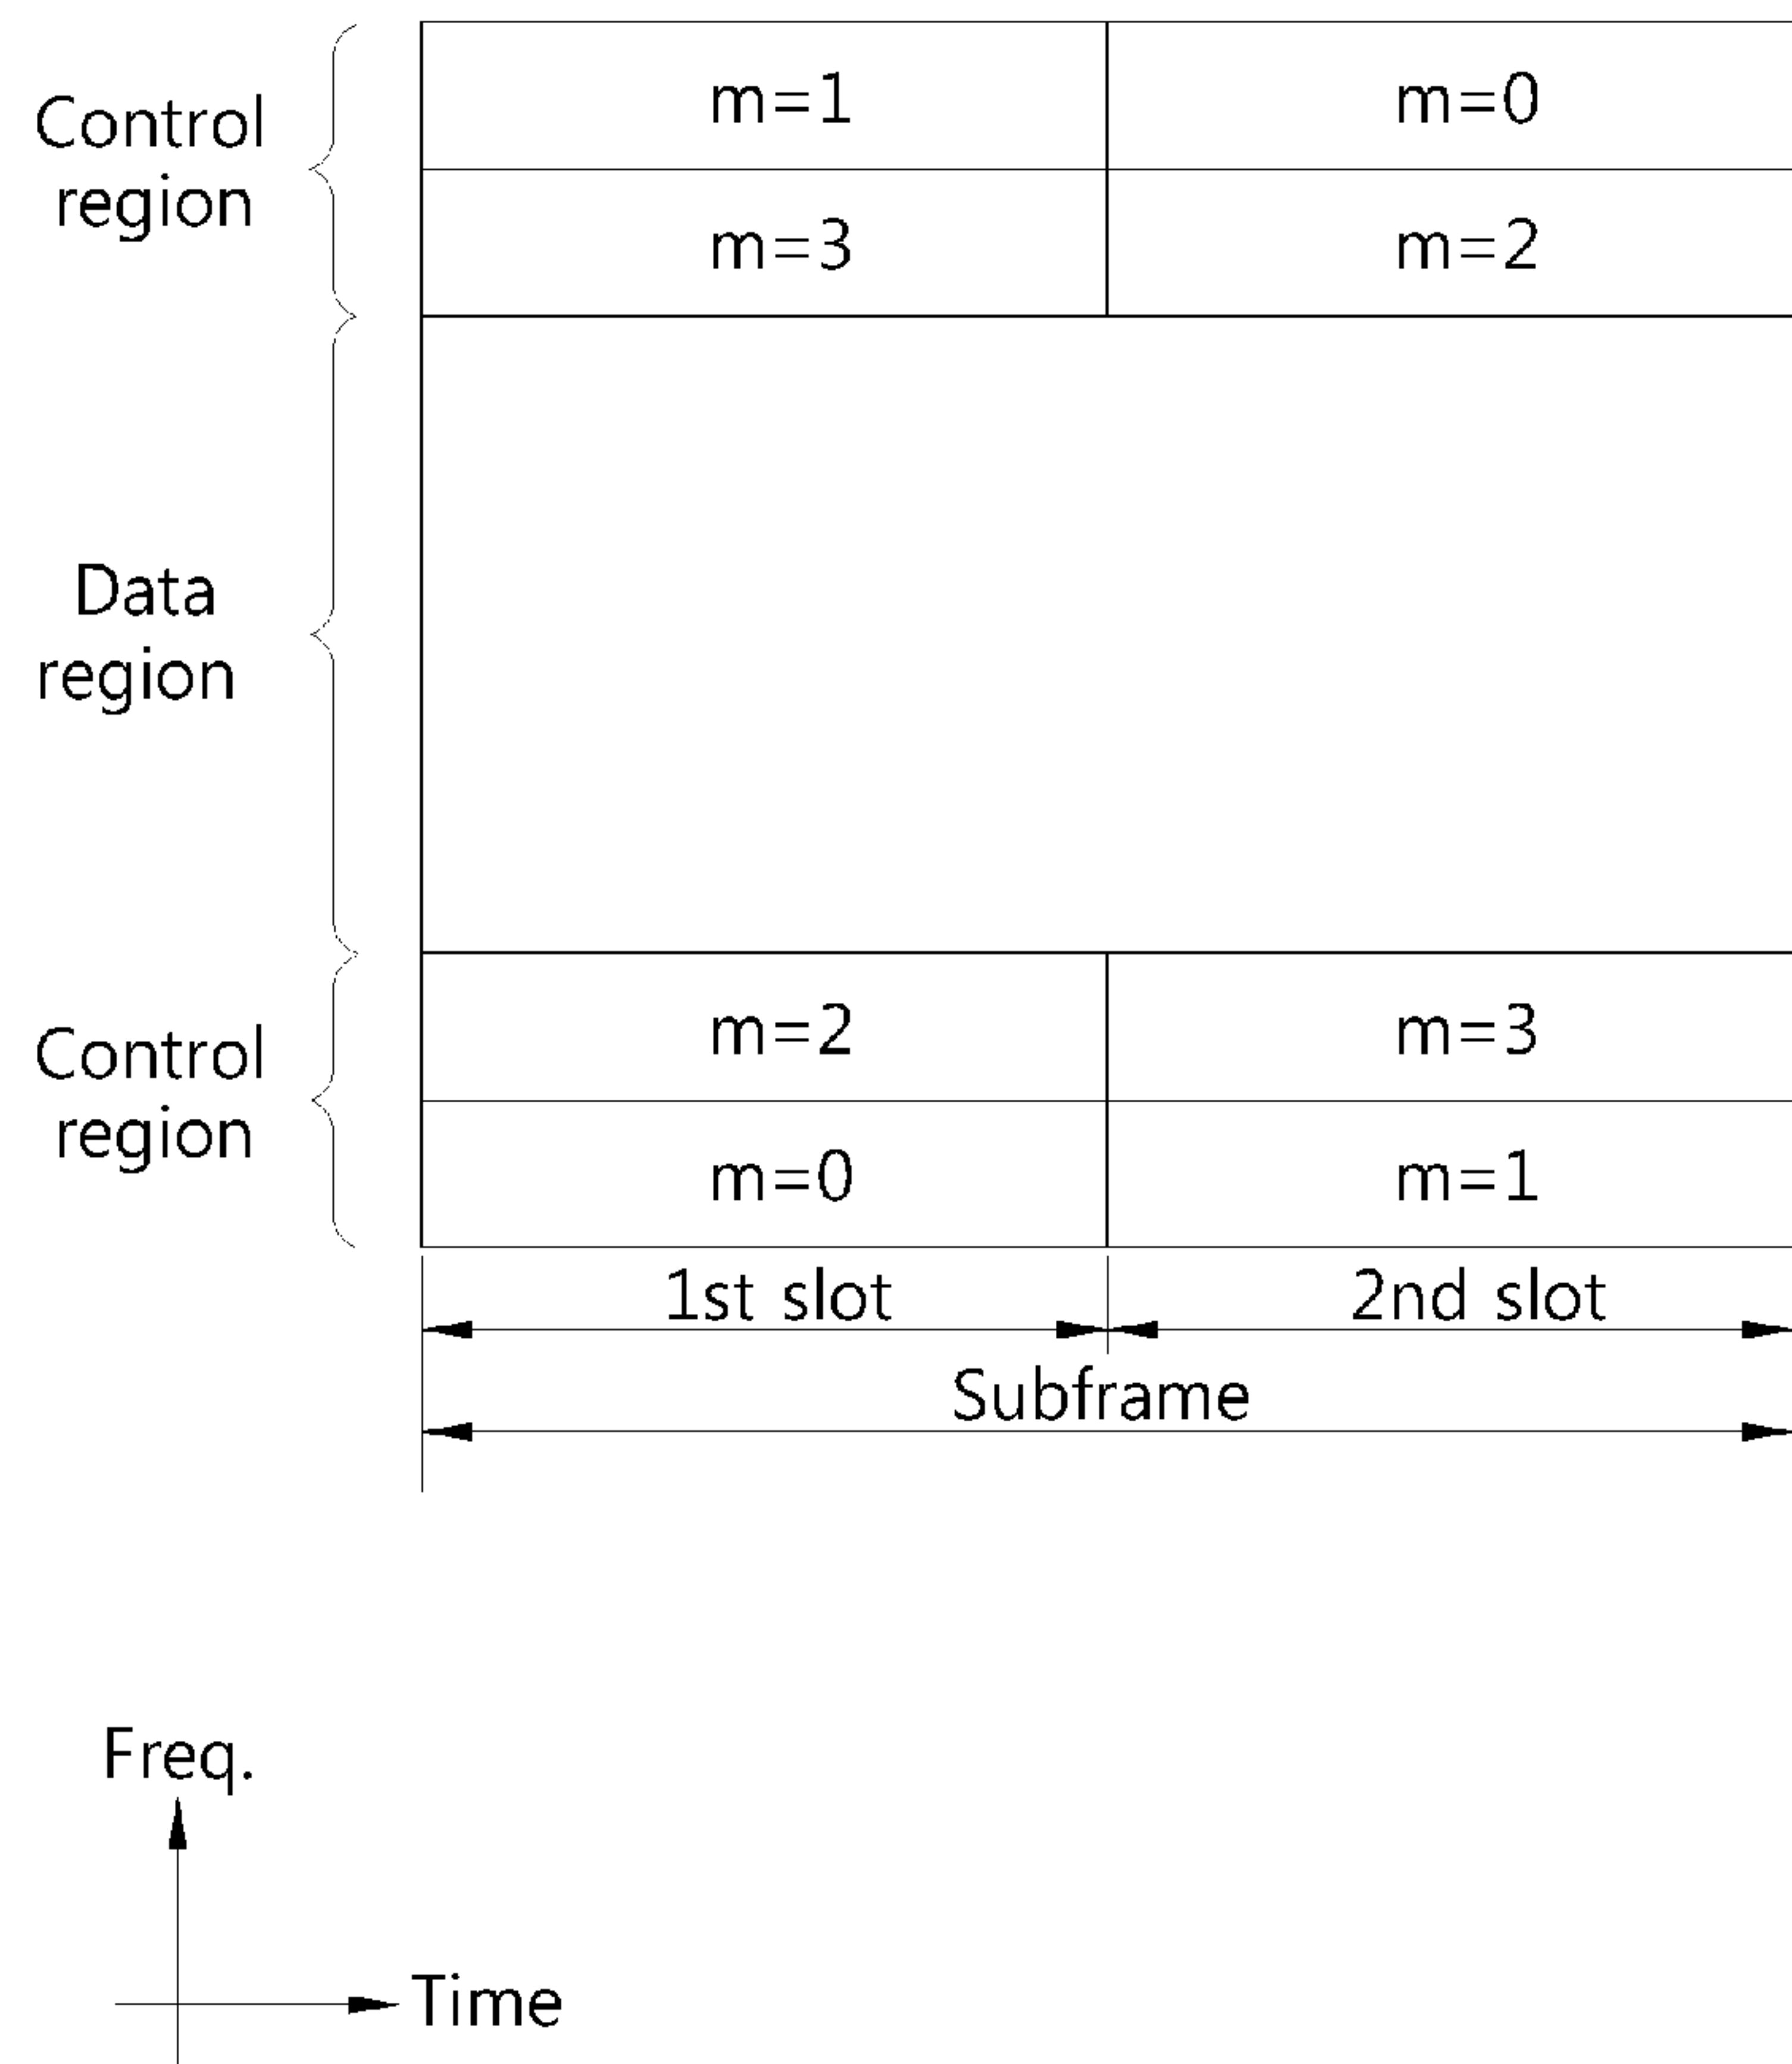 Control
region
m=1 m=0
m=3 m=2
Data
region
Control
region
m=2 m=3
m=0 m=1
1st slot 2nd slot
Subframe
Freq.
Time